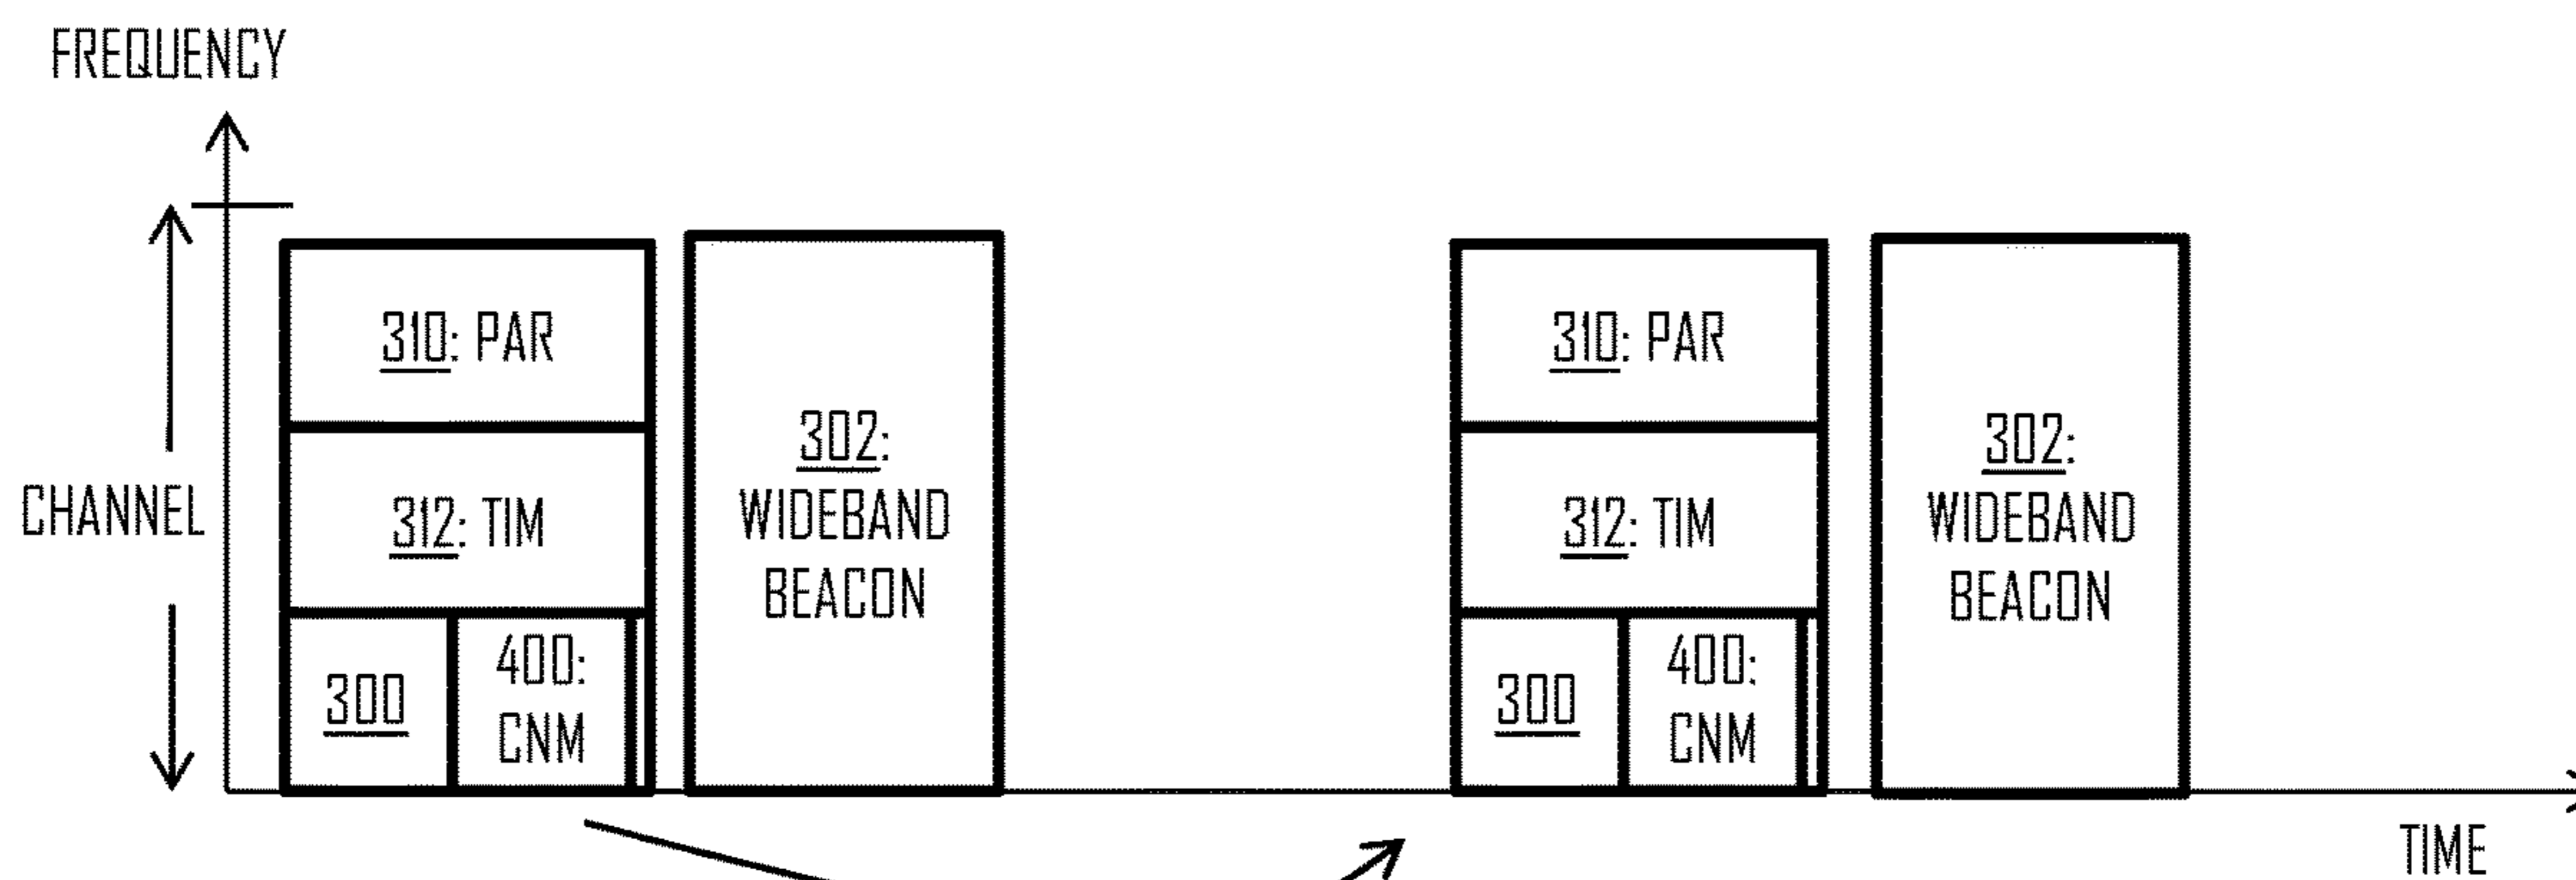 FREQUENCY
CHANNEL
310: PAR
312: TIM
300
400:
CNM
302:
WIDEBAND
BEACON
310: PAR
312: TIM
300
400:
CNM
302:
WIDEBAND
BEACON
TIME